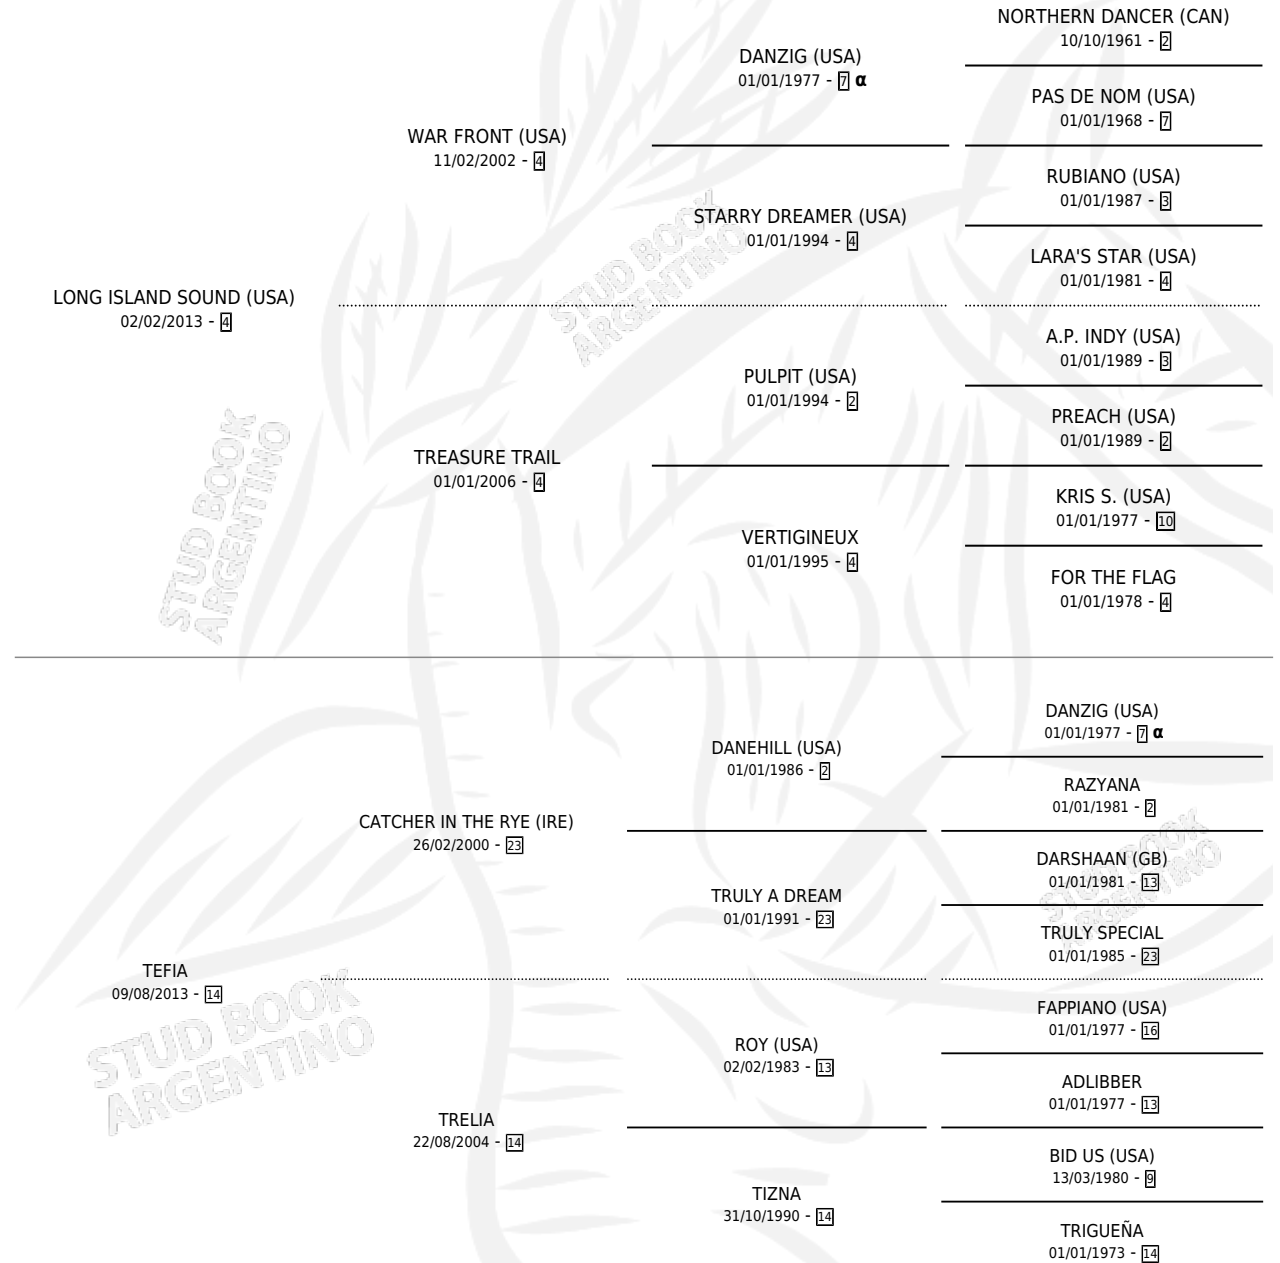 NORTHERN DANCER (CAN)
10/10/1961 - 2
DANZIG (USA)
01/01/1977 - 7 α
PAS DE NOM (USA)
01/01/1968 - 7
WAR FRONT (USA)
11/02/2002 - 4
RUBIANO (USA)
01/01/1987 - 3
STARRY DREAMER (USA)
01/01/1994 - 4
LARA'S STAR (USA)
01/01/1981 - 4
LONG ISLAND SOUND (USA)
02/02/2013 - 4
A.P. INDY (USA)
01/01/1989 - 3
PULPIT (USA)
01/01/1994 - 2
PREACH (USA)
01/01/1989 - 2
TREASURE TRAIL
01/01/2006 - 4
KRIS S. (USA)
01/01/1977 - 10
VERTIGINEUX
01/01/1995 - 4
FOR THE FLAG
01/01/1978 - 4
DANZIG (USA)
01/01/1977 - 7 α
DANEHILL (USA)
01/01/1986 - 2
RAZYANA
01/01/1981 - 2
CATCHER IN THE RYE (IRE)
26/02/2000 - 23
DARSHAAN (GB)
01/01/1981 - 13
TRULY A DREAM
01/01/1991 - 23
TRULY SPECIAL
01/01/1985 - 23
TEFIA
09/08/2013 - 14
FAPPIANO (USA)
01/01/1977 - 16
ROY (USA)
02/02/1983 - 13
ADLIBBER
01/01/1977 - 13
TRELIA
22/08/2004 - 14
BID US (USA)
13/03/1980 - 9
TIZNA
31/10/1990 - 14
TRIGUEÑA
01/01/1973 - 14
STUD BOOK
ARGENTINO
STUD BOOK
ARGENTINO
STUD BOOK
ARGENTINO
STUD BOOK
ARGENTINO